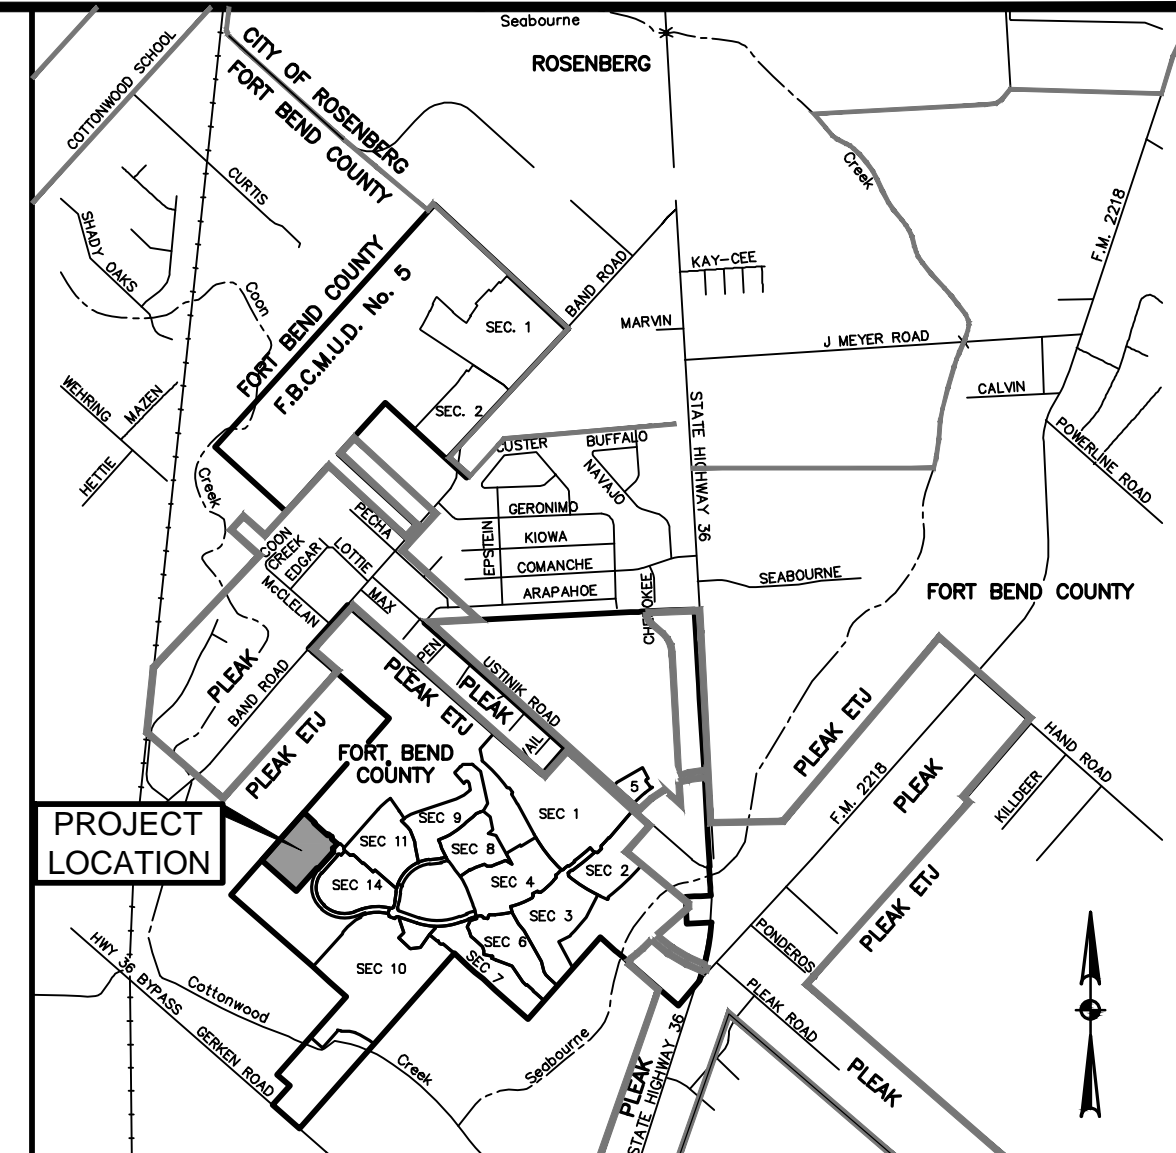 Seabourne
ROSENBERG
COTTONWOOD SCHOOL
CITY OF ROSENBERG
FORT BEND COUNTY
CURTIS
SHADY OAKS
Creek
F.M. 2218
KAY-CEE
BAND ROAD
MARVIN
J MEYER ROAD
CALVIN
POWERLINE ROAD
Coon
Creek
FORT BEND COUNTY
F.B.C.M.U.D. No. 5
SEC. 1
SEC. 2
WEHRING
MAZEN
HETTIE
STATE HIGHWAY 36
CUSTER
BUFFALO
NAVAJO
GERONIMO
EPSTEIN
KIOWA
COMANCHE
ARAPAHOE
CHEROKEE
SEABOURNE
FORT BEND COUNTY
PECHA
COON
CREEK
EDGAR
LOTTIE
McCLELAN
MAX
PEN
USTINIK ROAD
AIL
PLEAK
BAND ROAD
PLEAK ETJ
PLEAK
PLEAK ETJ
FORT BEND
COUNTY
PLEAK ETJ
F.M. 2218
PLEAK
HAND ROAD
KILLDEER
PLEAK ETJ
PROJECT
LOCATION
5
SEC 1
SEC 9
SEC 11
SEC 8
SEC 14
SEC 4
SEC 2
SEC 3
SEC 6
SEC 7
SEC 10
PONDEROS
PLEAK ROAD
HWY 36 BYPASS
GERKEN ROAD
Cottonwood
Creek
Seabourne
PLEAK
STATE HIGHWAY 36
PLEAK